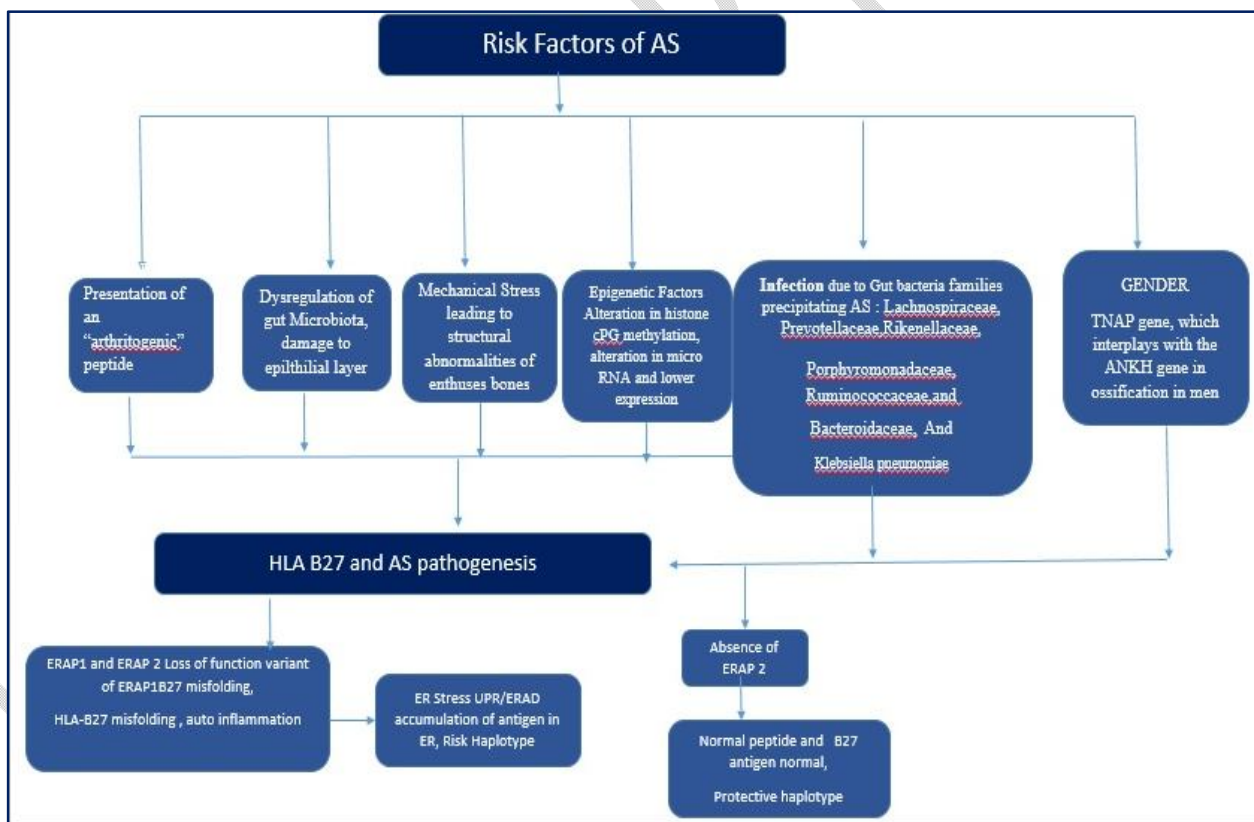 Risk Factors of AS
Presentation of
an
“arthritogenic”
peptide
Dysregulation of
gut Microbiota,
damage to
epilthilial layer
Mechanical Stress
leading to
structural
abnormalities of
enthuses bones
Epigenetic Factors
Alteration in histone
cPG methylation,
alteration in micro
RNA and lower
expression
Infection due to Gut bacteria families
precipitating AS : Lachnospiraceae,
Prevotellaceae,Rikenellaceae,
Porphyromonadaceae,
Ruminococcaceae,and
Bacteroidaceae, And
Klebsiella pneumoniae
GENDER
TNAP gene, which
interplays with the
ANKH gene in
ossification in men
HLA B27 and AS pathogenesis
ERAP1 and ERAP 2 Loss of function variant
of ERAP1B27 misfolding,
HLA-B27 misfolding , auto inflammation
ER Stress UPR/ERAD
accumulation of antigen in
ER, Risk Haplotype
Absence of
ERAP 2
Normal peptide and B27
antigen normal,
Protective haplotype